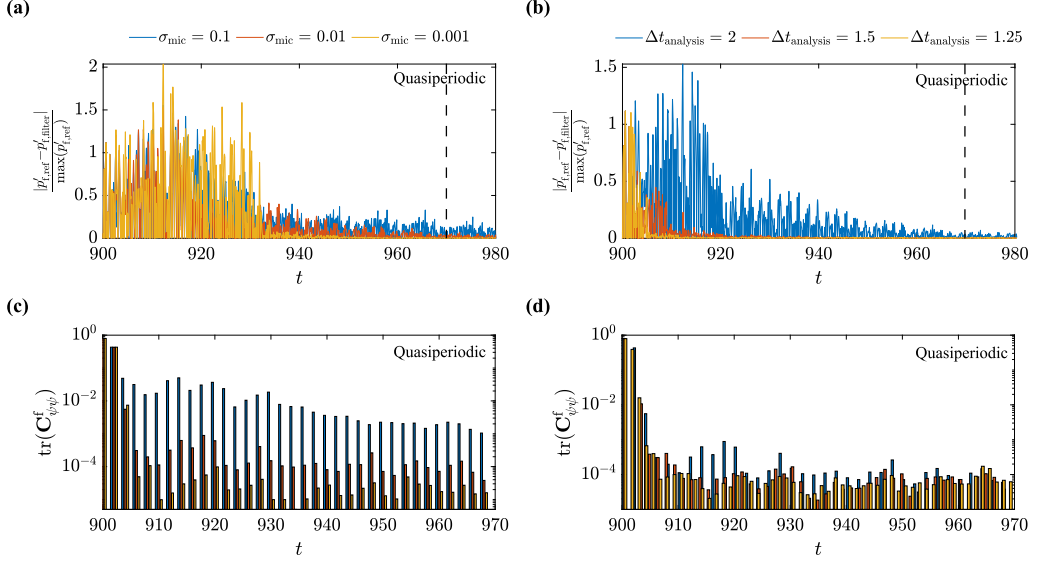 (a)
σ_mic = 0.1 σ_mic = 0.01 σ_mic = 0.001
|p′_f,ref − p′_f,filter| / max(p′_f,ref)
2
1.5
1
0.5
0
Quasiperiodic
900 920 940 960 980
t
(b)
Δt_analysis = 2 Δt_analysis = 1.5 Δt_analysis = 1.25
|p′_f,ref − p′_f,filter| / max(p′_f,ref)
1.5
1
0.5
0
Quasiperiodic
900 920 940 960 980
t
(c)
tr(C^f_ψψ)
10^0
10^−2
10^−4
Quasiperiodic
900 910 920 930 940 950 960 970
t
(d)
tr(C^f_ψψ)
10^0
10^−2
10^−4
Quasiperiodic
900 910 920 930 940 950 960 970
t